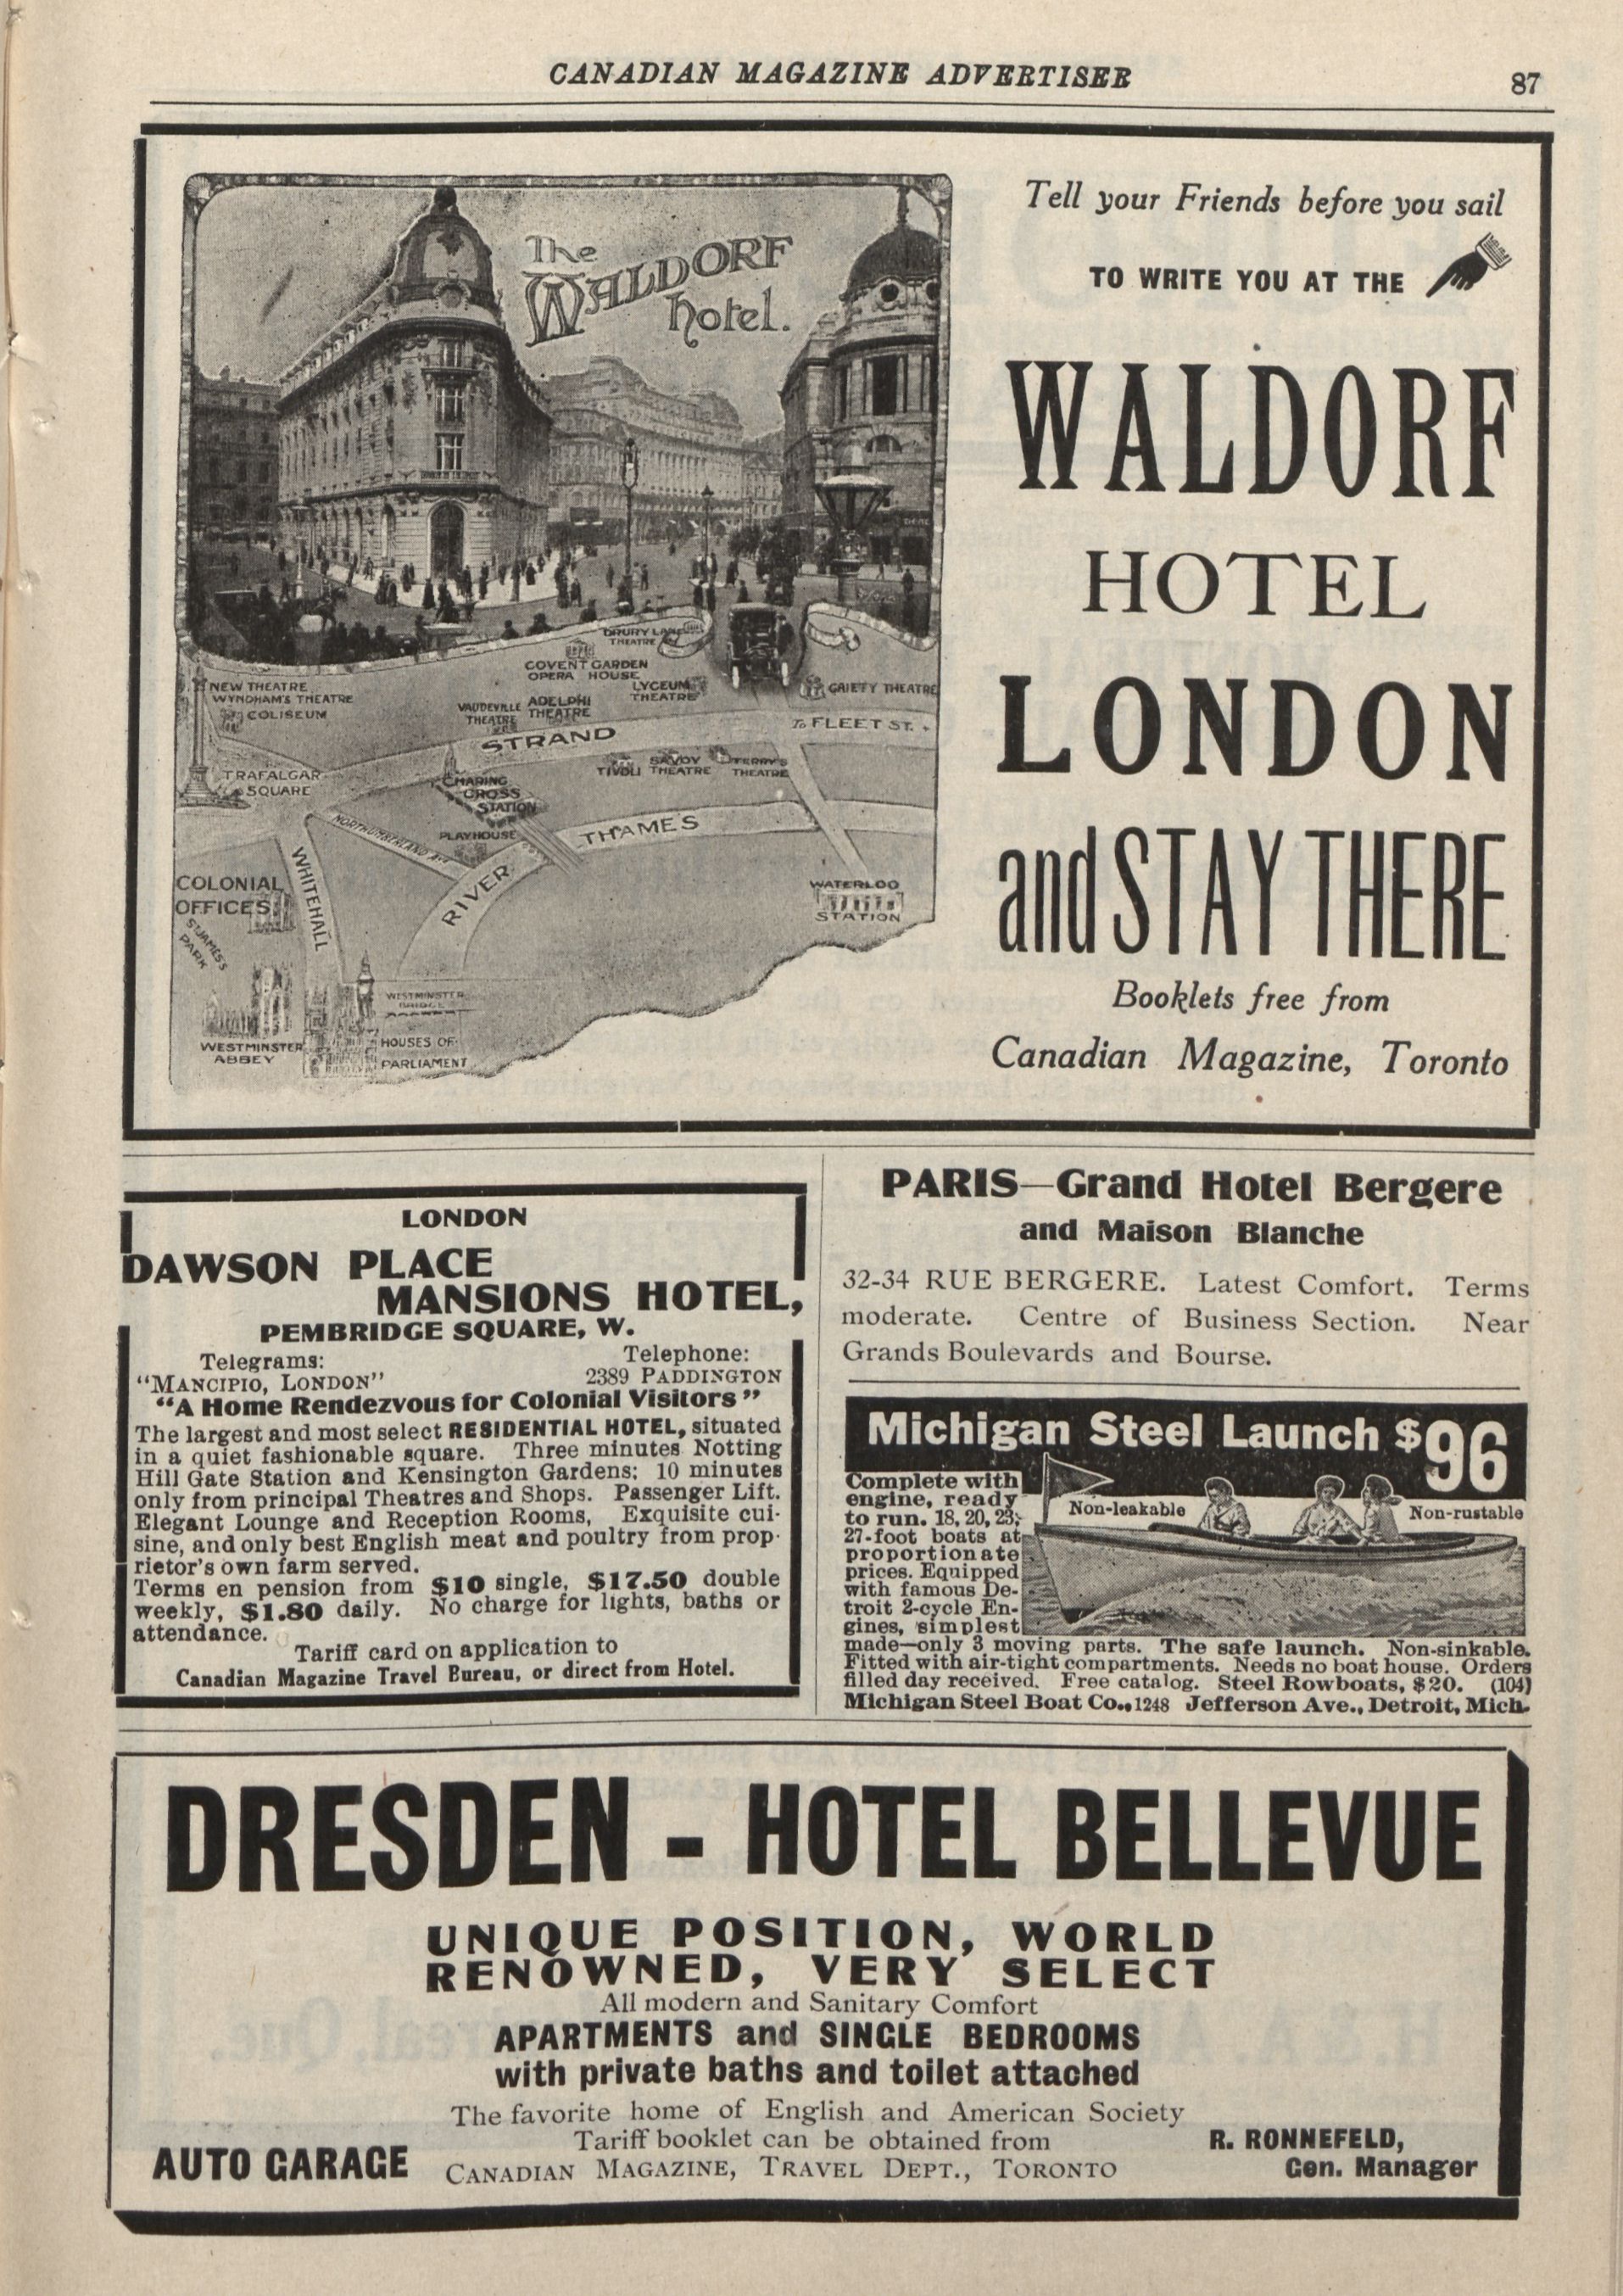 CANADIAN MAGAZINE ADVERTISER
87
The
WALDORF
hotel.
DRURY LANE
THEATRE
COVENT GARDEN
OPERA HOUSE
LYCEUM
THEATRE
GAIETY THEATRE
NEW THEATRE
WYNDHAM'S THEATRE
COLISEUM
VAUDEVILLE
THEATRE
ADELPHI
THEATRE
STRAND
To FLEET ST.
TIVOLI
SAVOY
THEATRE
TERRY'S
THEATRE
TRAFALGAR
SQUARE
CHARING
CROSS
STATION
NORTHUMBERLAND AVE
PLAYHOUSE
RIVER
THAMES
WHITEHALL
COLONIAL
OFFICES
ST JAMES'S
PARK
WATERLOO
STATION
WESTMINSTER
BRIDGE
WESTMINSTER
ABBEY
HOUSES OF
PARLIAMENT
Tell your Friends before you sail
TO WRITE YOU AT THE
WALDORF
HOTEL
LONDON
and STAY THERE
Booklets free from
Canadian Magazine, Toronto
LONDON
DAWSON PLACE
MANSIONS HOTEL,
PEMBRIDGE SQUARE, W.
Telegrams:
Telephone:
"MANCIPIO, LONDON"
2389 PADDINGTON
"A Home Rendezvous for Colonial Visitors"
The largest and most select RESIDENTIAL HOTEL, situated
in a quiet fashionable square. Three minutes Notting
Hill Gate Station and Kensington Gardens; 10 minutes
only from principal Theatres and Shops. Passenger Lift.
Elegant Lounge and Reception Rooms, Exquisite cui-
sine, and only best English meat and poultry from prop-
rietor's own farm served.
Terms en pension from $10 single, $17.50 double
weekly, $1.80 daily. No charge for lights, baths or
attendance.
Tariff card on application to
Canadian Magazine Travel Bureau, or direct from Hotel.
PARIS—Grand Hotel Bergere
and Maison Blanche
32-34 RUE BERGERE. Latest Comfort. Terms
moderate. Centre of Business Section. Near
Grands Boulevards and Bourse.
Michigan Steel Launch $96
Complete with
engine, ready
to run. 18, 20, 23,
27-foot boats at
proportionate
prices. Equipped
with famous De-
troit 2-cycle En-
gines, simplest
Non-leakable
Non-rustable
made—only 3 moving parts. The safe launch. Non-sinkable.
Fitted with air-tight compartments. Needs no boat house. Orders
filled day received. Free catalog. Steel Rowboats, $20. (104)
Michigan Steel Boat Co., 1248 Jefferson Ave., Detroit, Mich.
DRESDEN - HOTEL BELLEVUE
UNIQUE POSITION, WORLD
RENOWNED, VERY SELECT
All modern and Sanitary Comfort
APARTMENTS and SINGLE BEDROOMS
with private baths and toilet attached
The favorite home of English and American Society
Tariff booklet can be obtained from
CANADIAN MAGAZINE, TRAVEL DEPT., TORONTO
AUTO GARAGE
R. RONNEFELD,
Gen. Manager